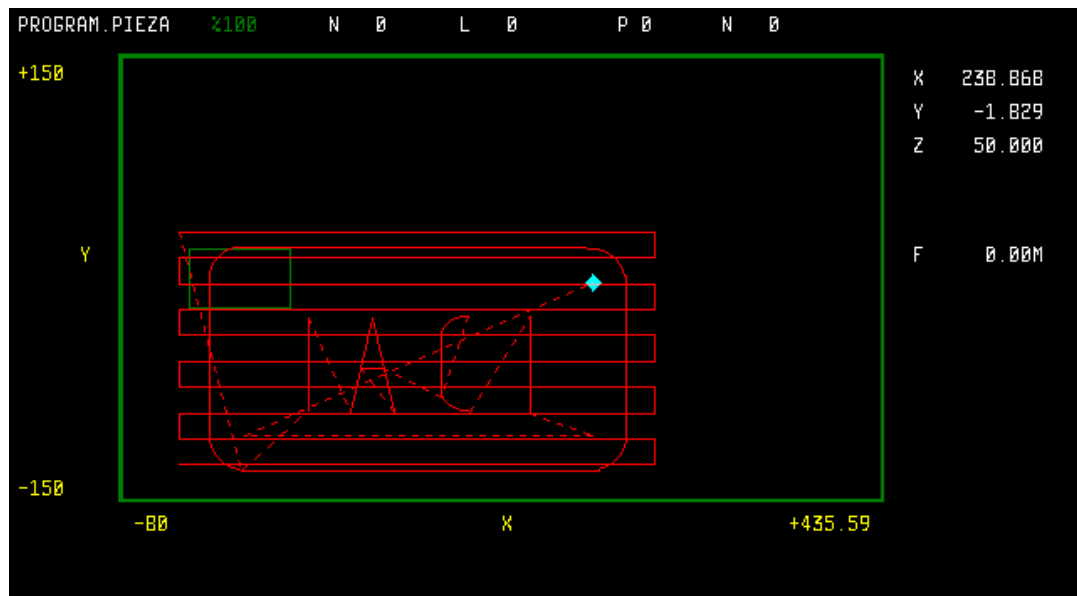 PROGRAM.PIEZA %100 N 0 L 0 P 0 N 0
+150
X 238.868
Y -1.829
Z 50.000
Y
F 0.00M
-150
-80 X +435.59